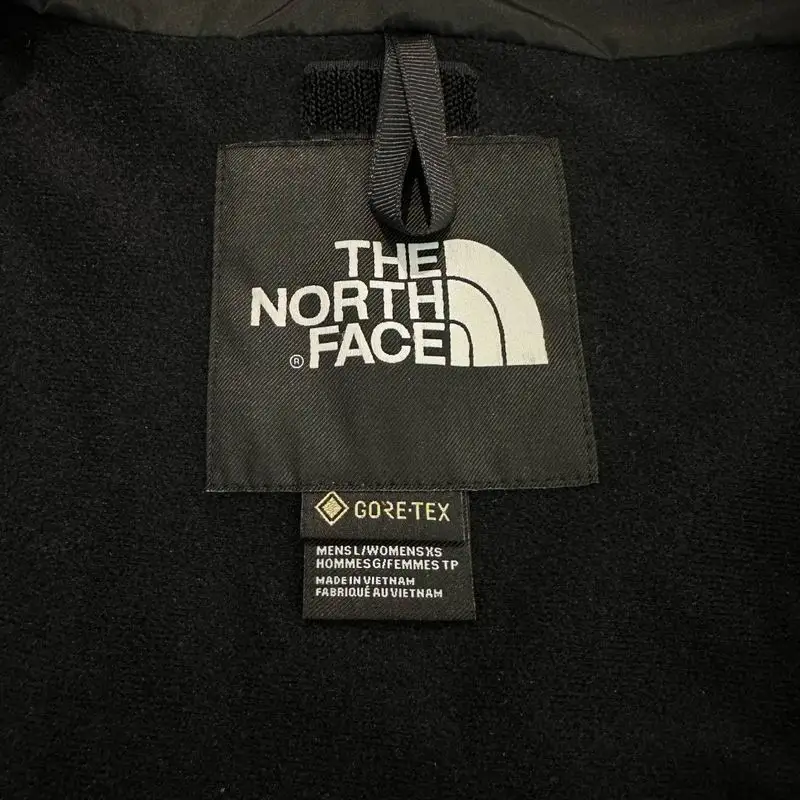 THE
NORTH
® FACE
GORE-TEX
MENS L/WOMENS XS
HOMMES G/FEMMES TP
MADE IN VIETNAM
FABRIQUÉ AU VIETNAM